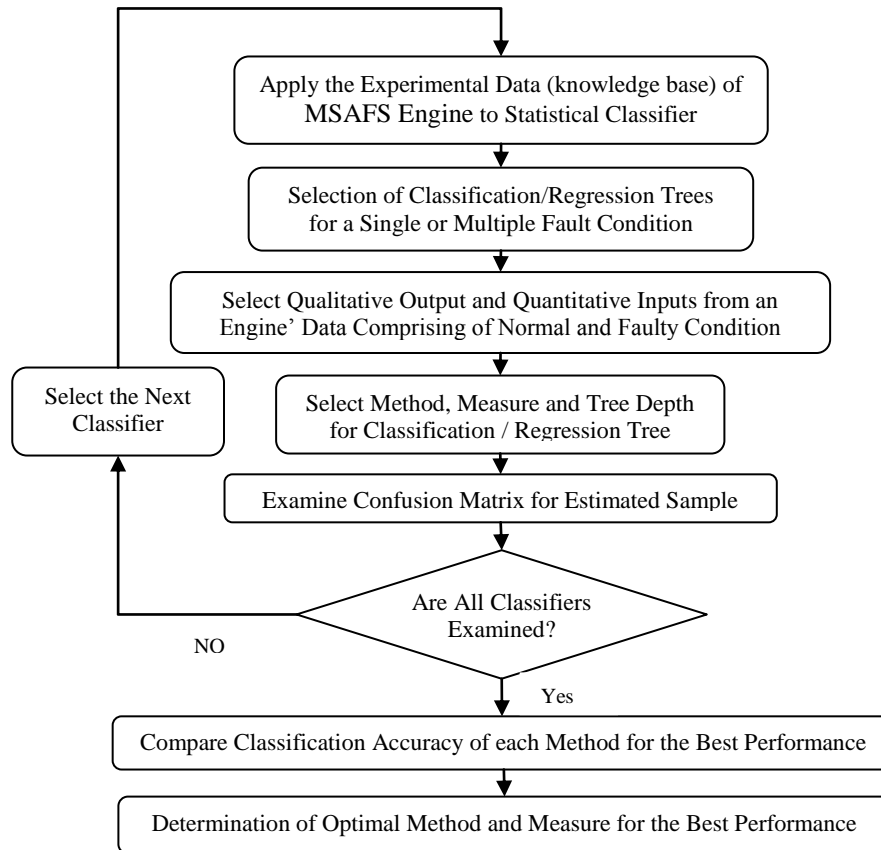 Apply the Experimental Data (knowledge base) of
MSAFS Engine to Statistical Classifier
Selection of Classification/Regression Trees
for a Single or Multiple Fault Condition
Select Qualitative Output and Quantitative Inputs from an
Engine’ Data Comprising of Normal and Faulty Condition
Select the Next
Classifier
Select Method, Measure and Tree Depth
for Classification / Regression Tree
Examine Confusion Matrix for Estimated Sample
Are All Classifiers
Examined?
NO
Yes
Compare Classification Accuracy of each Method for the Best Performance
Determination of Optimal Method and Measure for the Best Performance